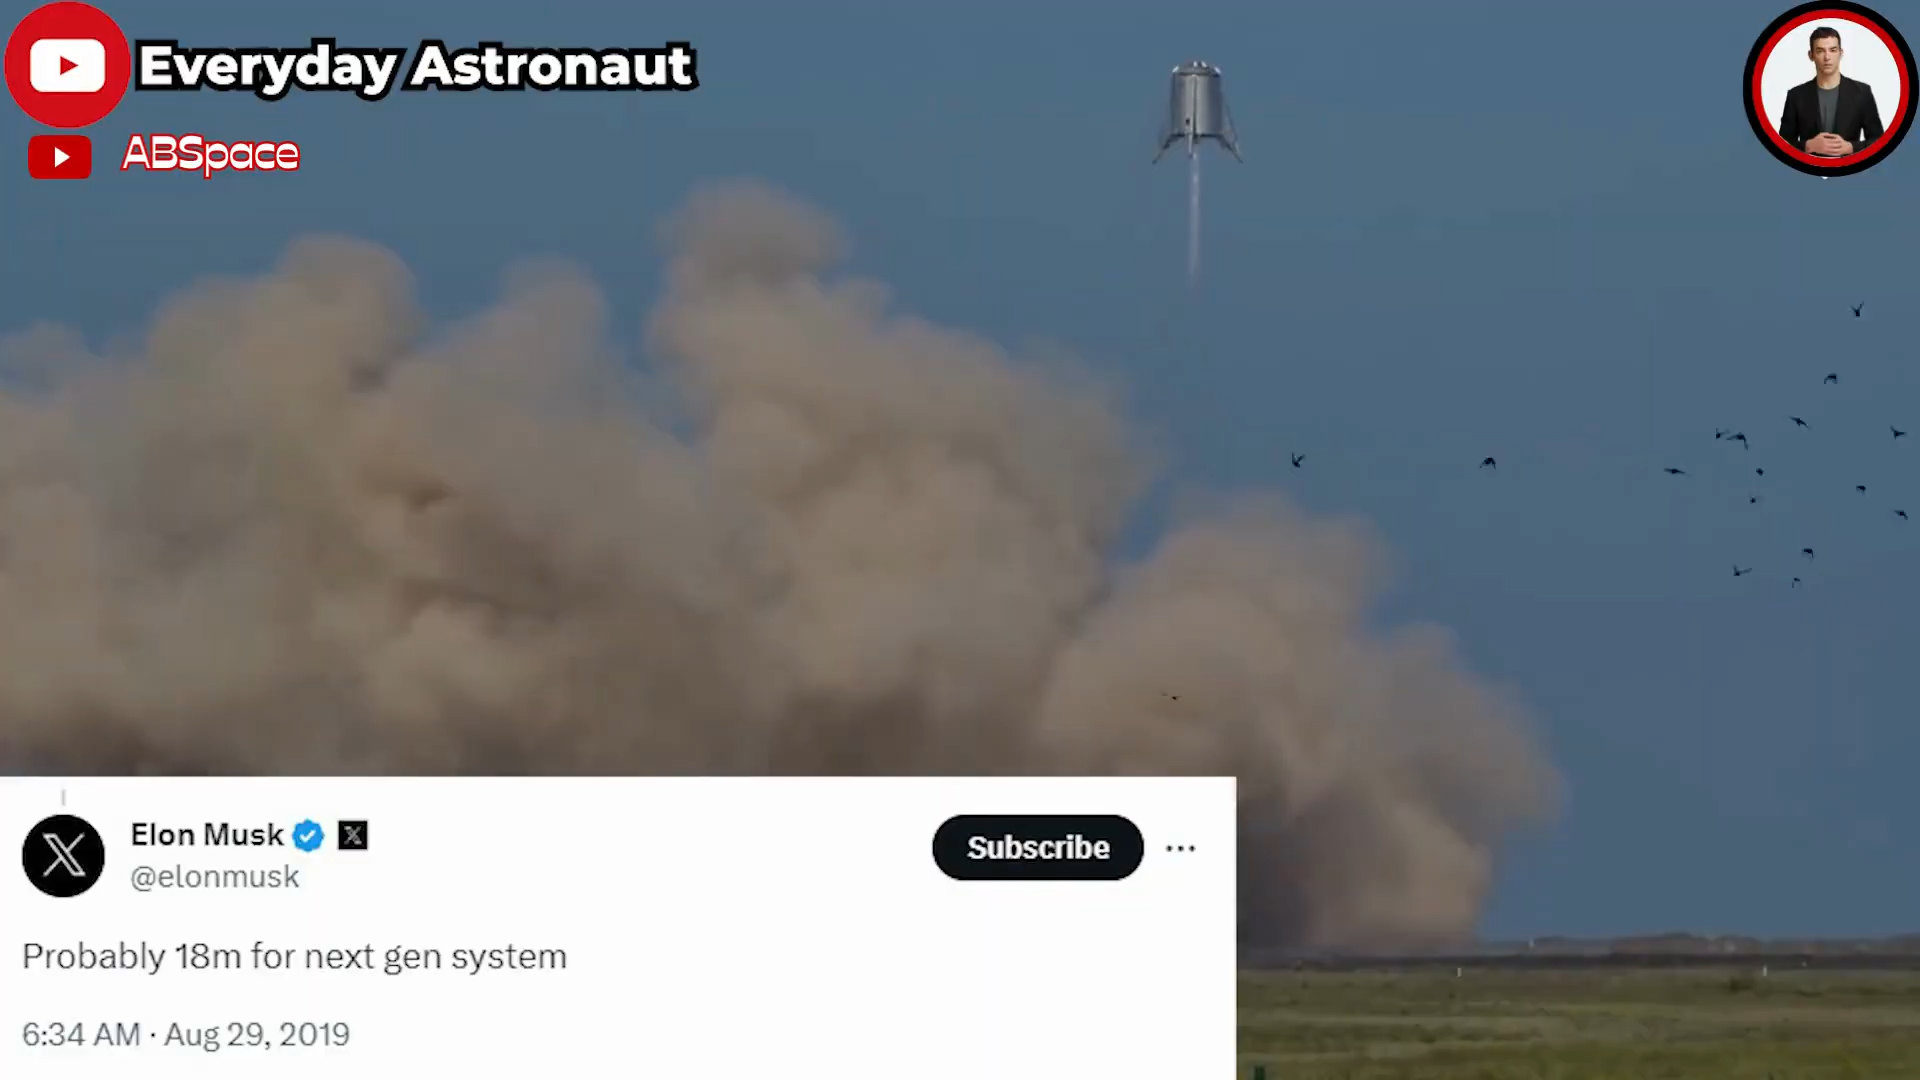 Everyday Astronaut
ABSpace
Elon Musk
@elonmusk
Subscribe
Probably 18m for next gen system
6:34 AM · Aug 29, 2019